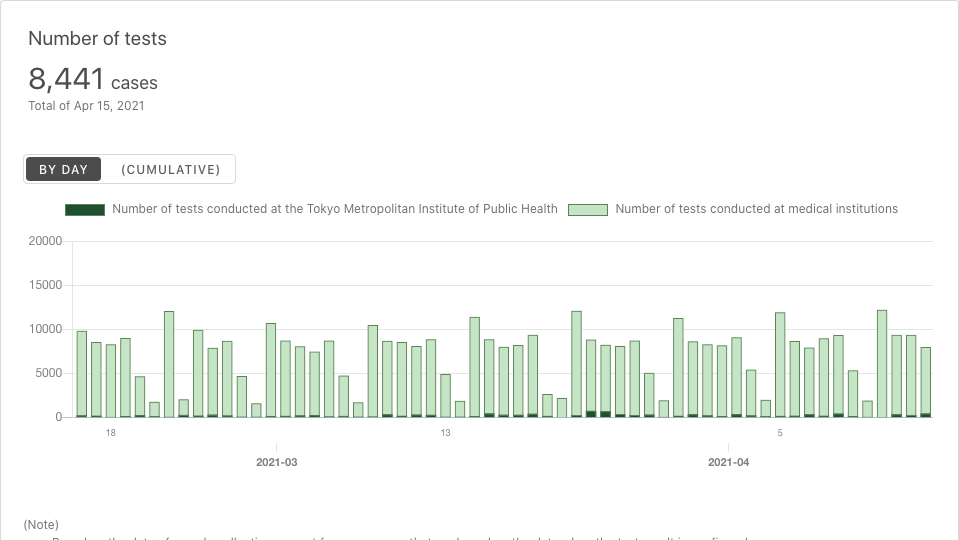 Number of tests
8,441 cases
Total of Apr 15, 2021
BY DAY (CUMULATIVE)
Number of tests conducted at the Tokyo Metropolitan Institute of Public Health Number of tests conducted at medical institutions
20000
15000
10000
5000
0
18 13 5
2021-03 2021-04
(Note)